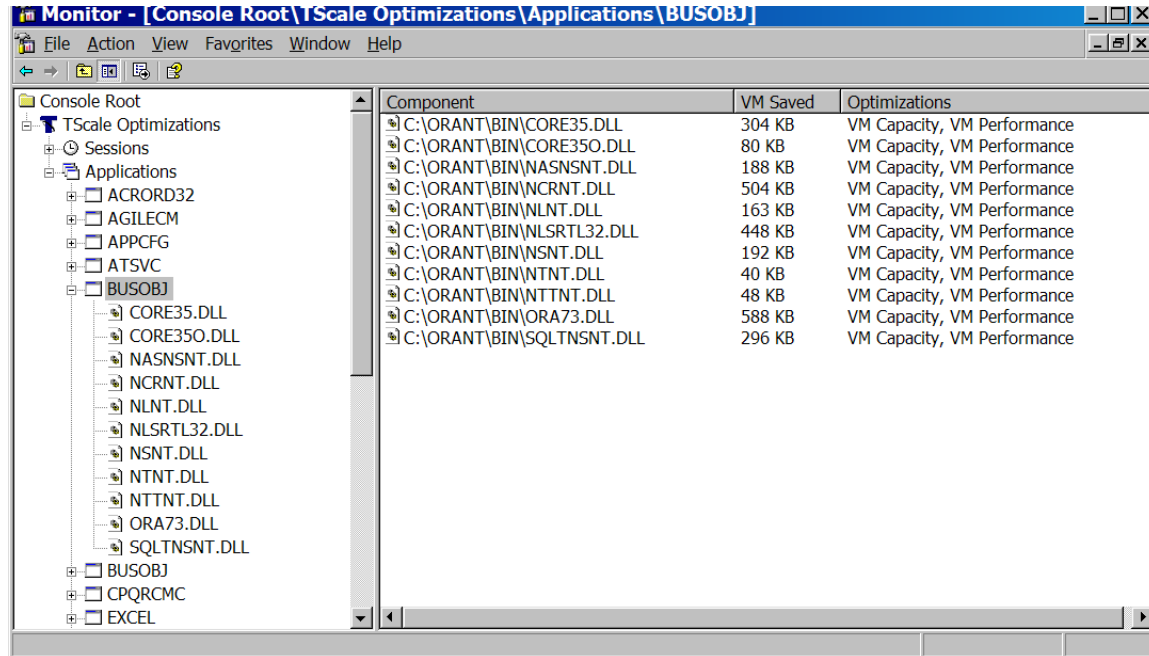 Monitor - [Console Root\TScale Optimizations\Applications\BUSOBJ]
File Action View Favorites Window Help
Console Root
TScale Optimizations
Sessions
Applications
ACRORD32
AGILECM
APPCFG
ATSVC
BUSOBJ
CORE35.DLL
CORE35O.DLL
NASNSNT.DLL
NCRNT.DLL
NLNT.DLL
NLSRTL32.DLL
NSNT.DLL
NTNT.DLL
NTTNT.DLL
ORA73.DLL
SQLTNSNT.DLL
BUSOBJ
CPQRCMC
EXCEL
Component VM Saved Optimizations
C:\ORANT\BIN\CORE35.DLL 304 KB VM Capacity, VM Performance
C:\ORANT\BIN\CORE35O.DLL 80 KB VM Capacity, VM Performance
C:\ORANT\BIN\NASNSNT.DLL 188 KB VM Capacity, VM Performance
C:\ORANT\BIN\NCRNT.DLL 504 KB VM Capacity, VM Performance
C:\ORANT\BIN\NLNT.DLL 163 KB VM Capacity, VM Performance
C:\ORANT\BIN\NLSRTL32.DLL 448 KB VM Capacity, VM Performance
C:\ORANT\BIN\NSNT.DLL 192 KB VM Capacity, VM Performance
C:\ORANT\BIN\NTNT.DLL 40 KB VM Capacity, VM Performance
C:\ORANT\BIN\NTTNT.DLL 48 KB VM Capacity, VM Performance
C:\ORANT\BIN\ORA73.DLL 588 KB VM Capacity, VM Performance
C:\ORANT\BIN\SQLTNSNT.DLL 296 KB VM Capacity, VM Performance